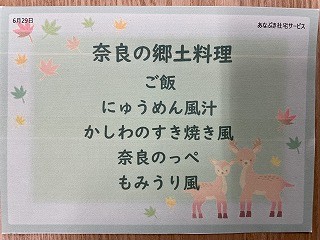 6月29日
あなぶき社宅サービス
奈良の郷土料理
ご飯
にゅうめん風汁
かしわのすき焼き風
奈良のっぺ
もみうり風